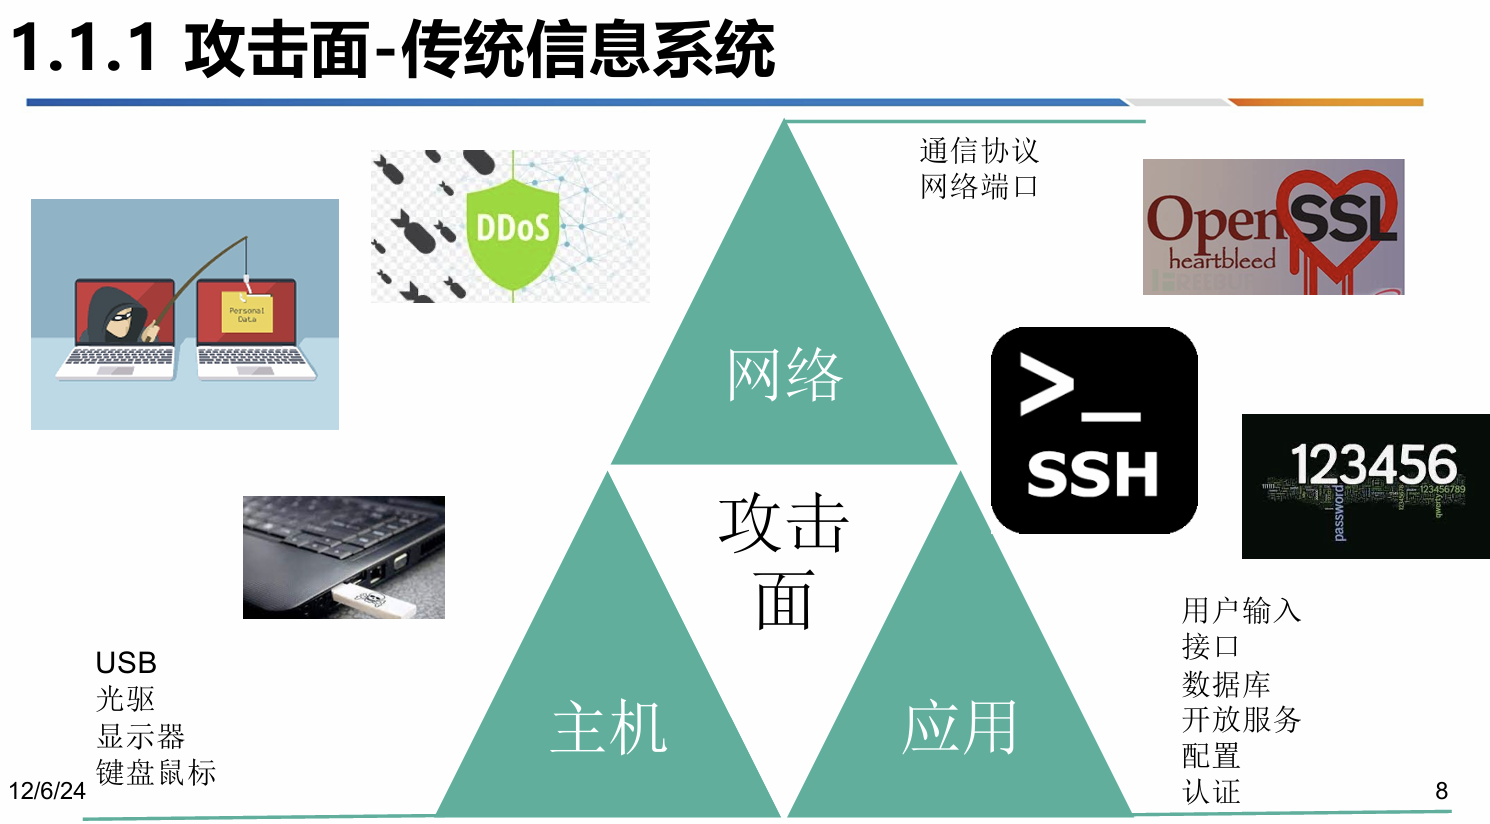 1.1.1 攻击面-传统信息系统
通信协议
网络端口
DDoS
Personal
Data
OpenSSL
heartbleed
网络
>_
SSH
123456
123456789
password
qwerty
攻击
面
主机
应用
USB
光驱
显示器
键盘鼠标
用户输入
接口
数据库
开放服务
配置
认证
12/6/24
8